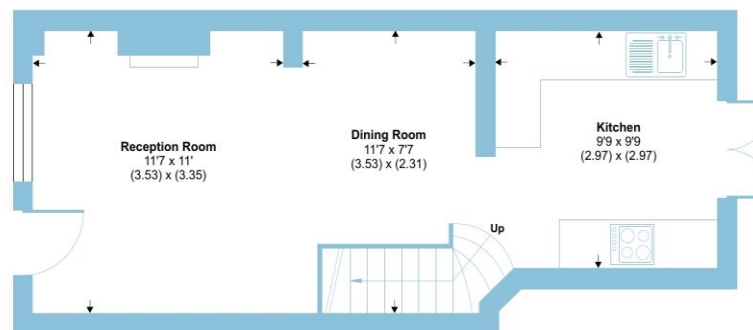 Reception Room
11'7 x 11'
(3.53) x (3.35)
Dining Room
11'7 x 7'7
(3.53) x (2.31)
Kitchen
9'9 x 9'9
(2.97) x (2.97)
Up